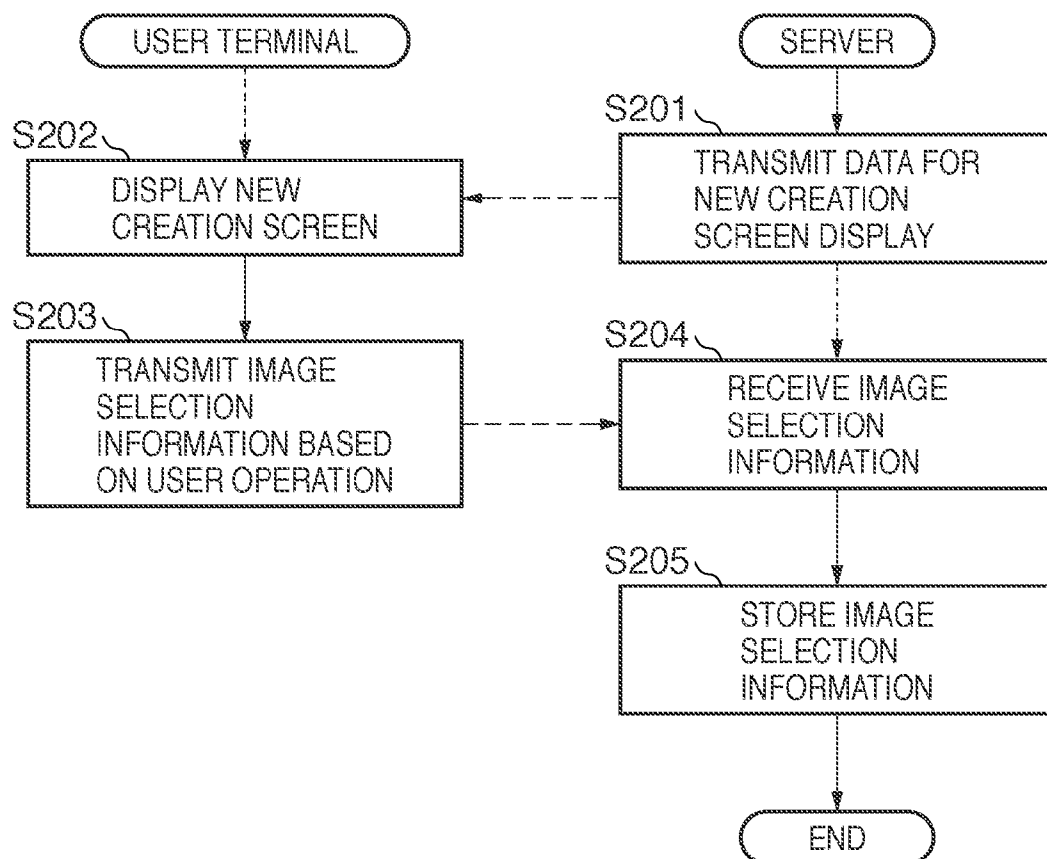 USER TERMINAL
SERVER
S201
TRANSMIT DATA FOR
NEW CREATION
SCREEN DISPLAY
S202
DISPLAY NEW
CREATION SCREEN
S203
TRANSMIT IMAGE
SELECTION
INFORMATION BASED
ON USER OPERATION
S204
RECEIVE IMAGE
SELECTION
INFORMATION
S205
STORE IMAGE
SELECTION
INFORMATION
END